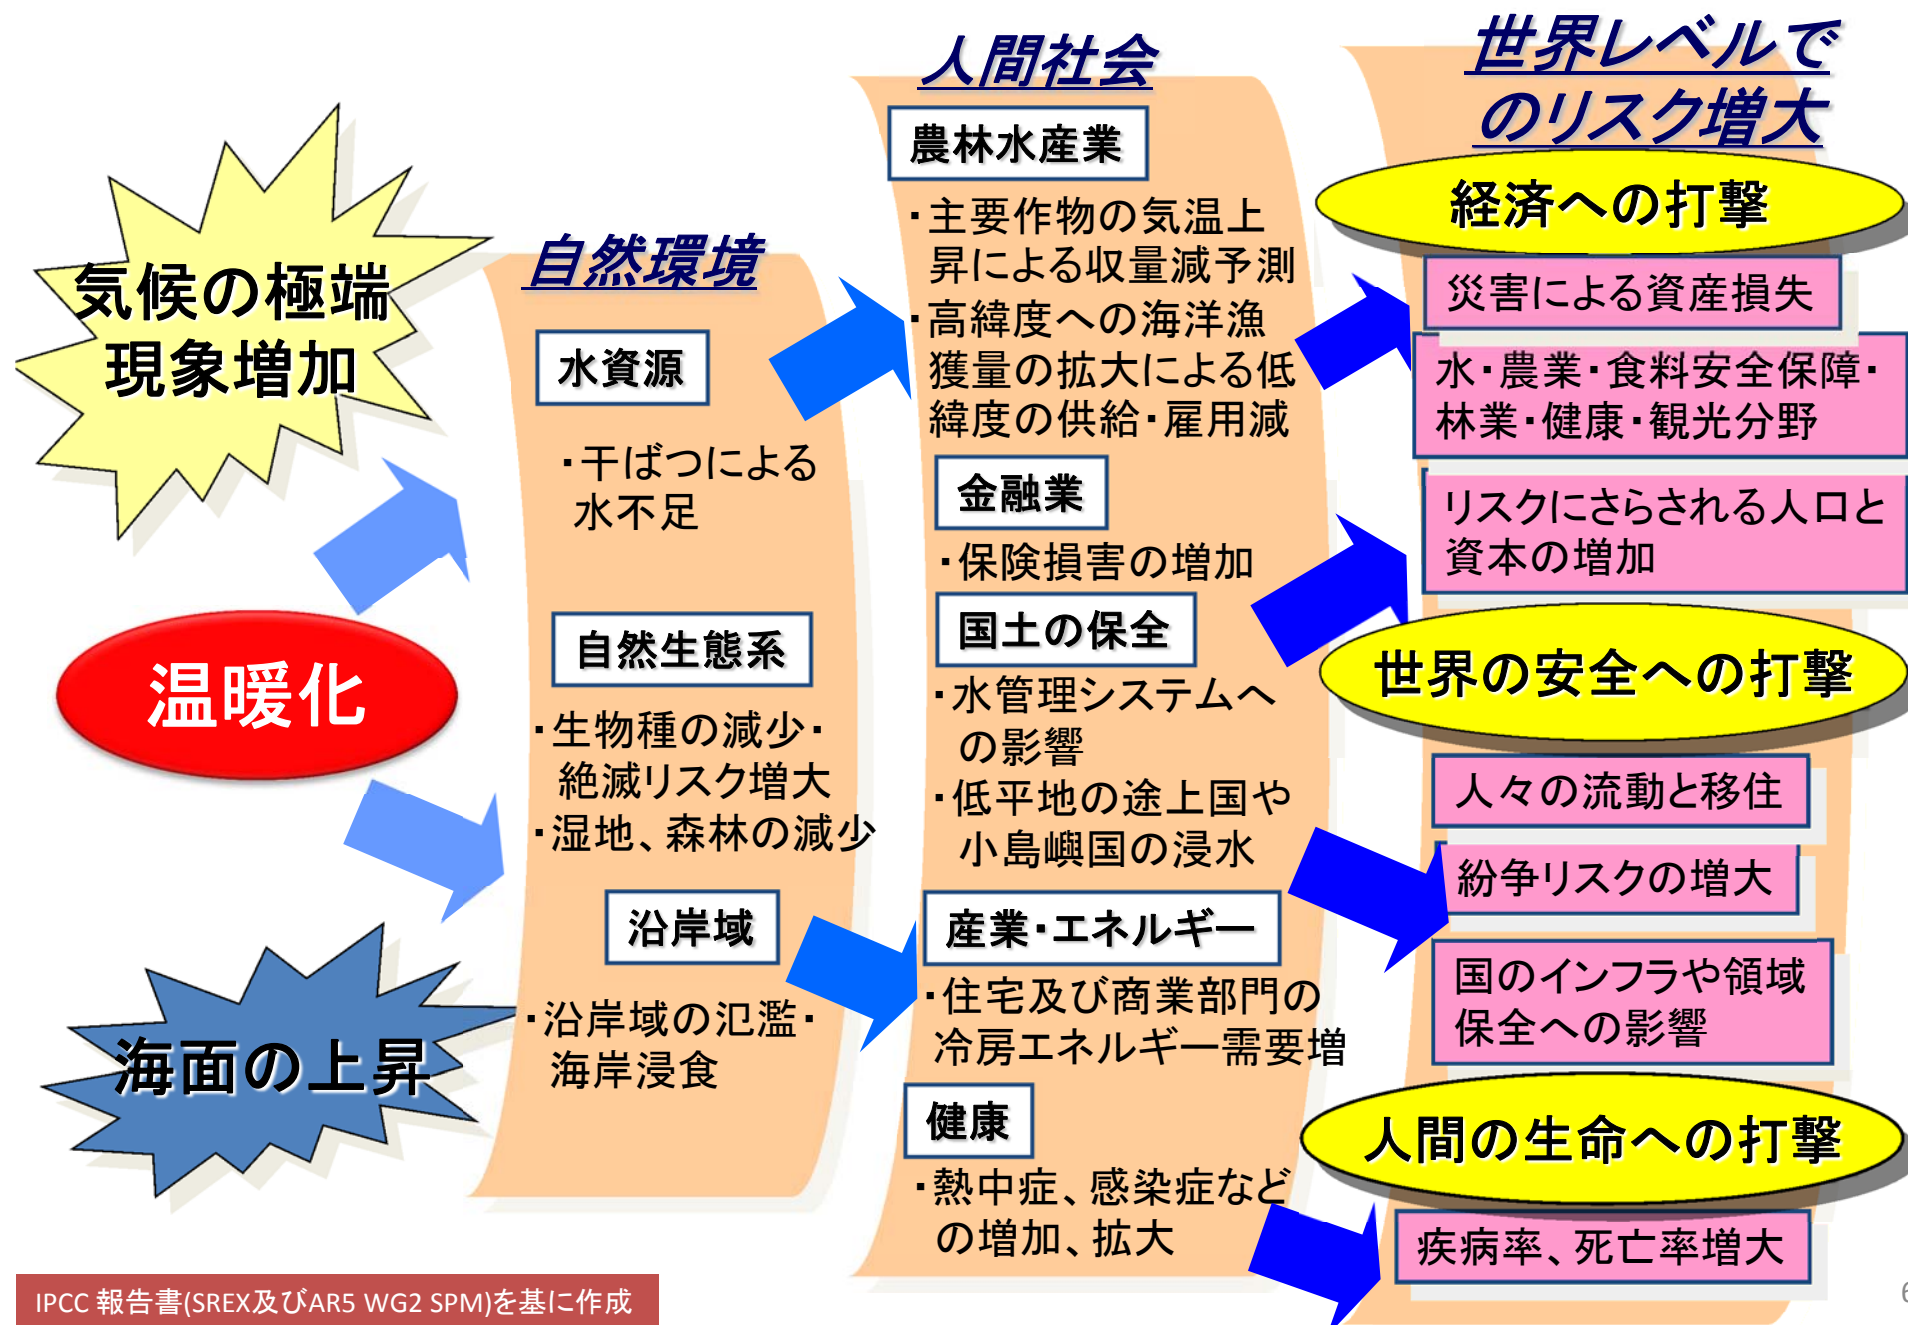 気候の極端
現象増加
温暖化
海面の上昇
自然環境
水資源
・干ばつによる
水不足
自然生態系
・生物種の減少・
絶滅リスク増大
・湿地、森林の減少
沿岸域
・沿岸域の氾濫・
海岸浸食
人間社会
農林水産業
・主要作物の気温上
昇による収量減予測
・高緯度への海洋漁
獲量の拡大による低
緯度の供給・雇用減
金融業
・保険損害の増加
国土の保全
・水管理システムへ
の影響
・低平地の途上国や
小島嶼国の浸水
産業・エネルギー
・住宅及び商業部門の
冷房エネルギー需要増
健康
・熱中症、感染症など
の増加、拡大
世界レベルで
のリスク増大
経済への打撃
災害による資産損失
水・農業・食料安全保障・
林業・健康・観光分野
リスクにさらされる人口と
資本の増加
世界の安全への打撃
人々の流動と移住
紛争リスクの増大
国のインフラや領域
保全への影響
人間の生命への打撃
疾病率、死亡率増大
IPCC 報告書(SREX及びAR5 WG2 SPM)を基に作成